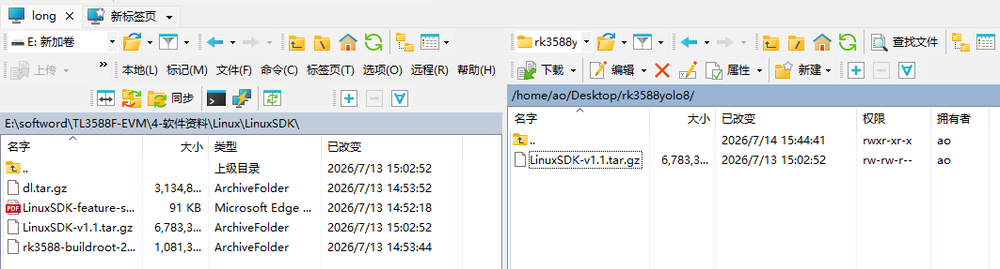 long × 新标签页
E: 新加卷
上传 » 本地(L) 标记(M) 文件(F) 命令(C) 标签页(T) 选项(O) 远程(R) 帮助(H)
同步
E:\softword\TL3588F-EVM\4-软件资料\Linux\LinuxSDK\
名字 大小 类型 已改变
.. 上级目录 2026/7/13 15:02:52
dl.tar.gz 3,134,8... ArchiveFolder 2026/7/13 14:53:52
LinuxSDK-feature-s... 91 KB Microsoft Edge ... 2026/7/13 14:52:18
LinuxSDK-v1.1.tar.gz 6,783,3... ArchiveFolder 2026/7/13 15:02:52
rk3588-buildroot-2... 1,081,3... ArchiveFolder 2026/7/13 14:53:44
rk3588y 查找文件
下载 编辑 属性 新建
/home/ao/Desktop/rk3588yolo8/
名字 大小 已改变 权限 拥有者
.. 2026/7/14 15:44:41 rwxr-xr-x ao
LinuxSDK-v1.1.tar.gz 6,783,3... 2026/7/13 15:02:52 rw-rw-r-- ao